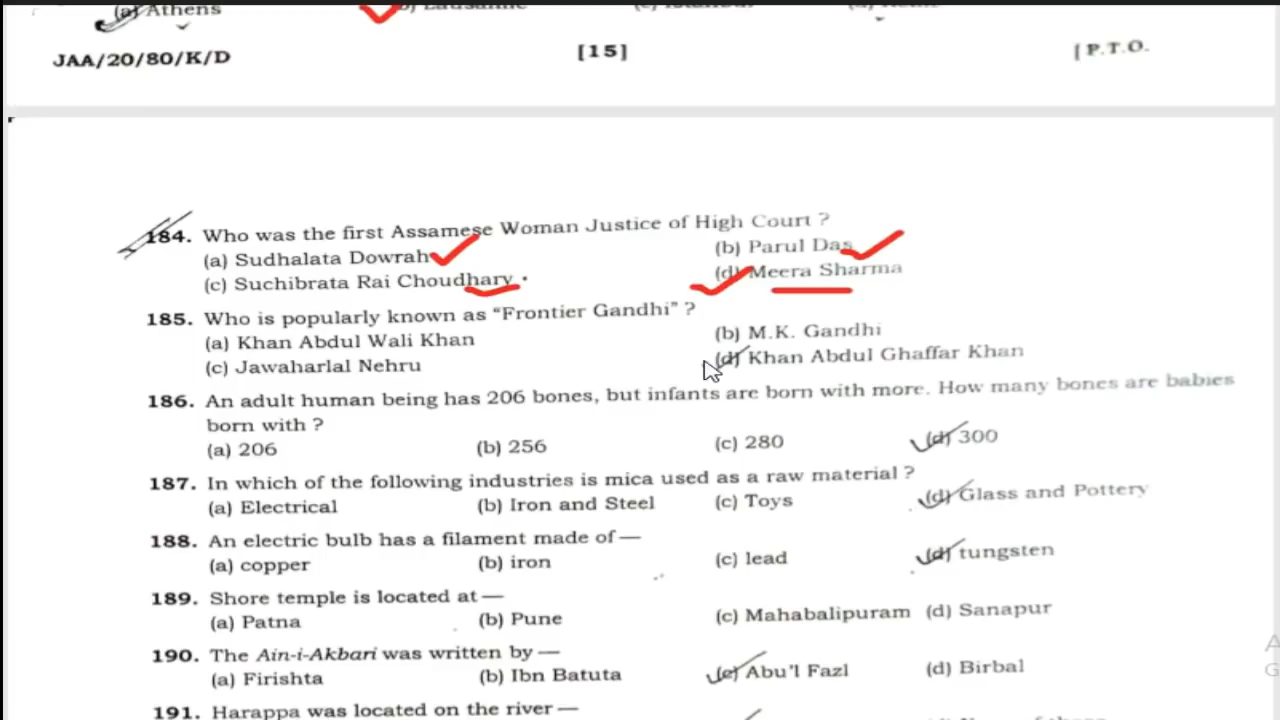 (a) Athens
JAA/20/80/K/D [15] [ P.T.O.
184. Who was the first Assamese Woman Justice of High Court ?
(a) Sudhalata Dowrah (b) Parul Das
(c) Suchibrata Rai Choudhary (d) Meera Sharma
185. Who is popularly known as “Frontier Gandhi” ?
(a) Khan Abdul Wali Khan (b) M.K. Gandhi
(c) Jawaharlal Nehru (d) Khan Abdul Ghaffar Khan
186. An adult human being has 206 bones, but infants are born with more. How many bones are babies
born with ?
(a) 206 (b) 256 (c) 280 (d) 300
187. In which of the following industries is mica used as a raw material ?
(a) Electrical (b) Iron and Steel (c) Toys (d) Glass and Pottery
188. An electric bulb has a filament made of—
(a) copper (b) iron (c) lead (d) tungsten
189. Shore temple is located at—
(a) Patna (b) Pune (c) Mahabalipuram (d) Sanapur
190. The Ain-i-Akbari was written by—
(a) Firishta (b) Ibn Batuta (c) Abu'l Fazl (d) Birbal
191. Harappa was located on the river—